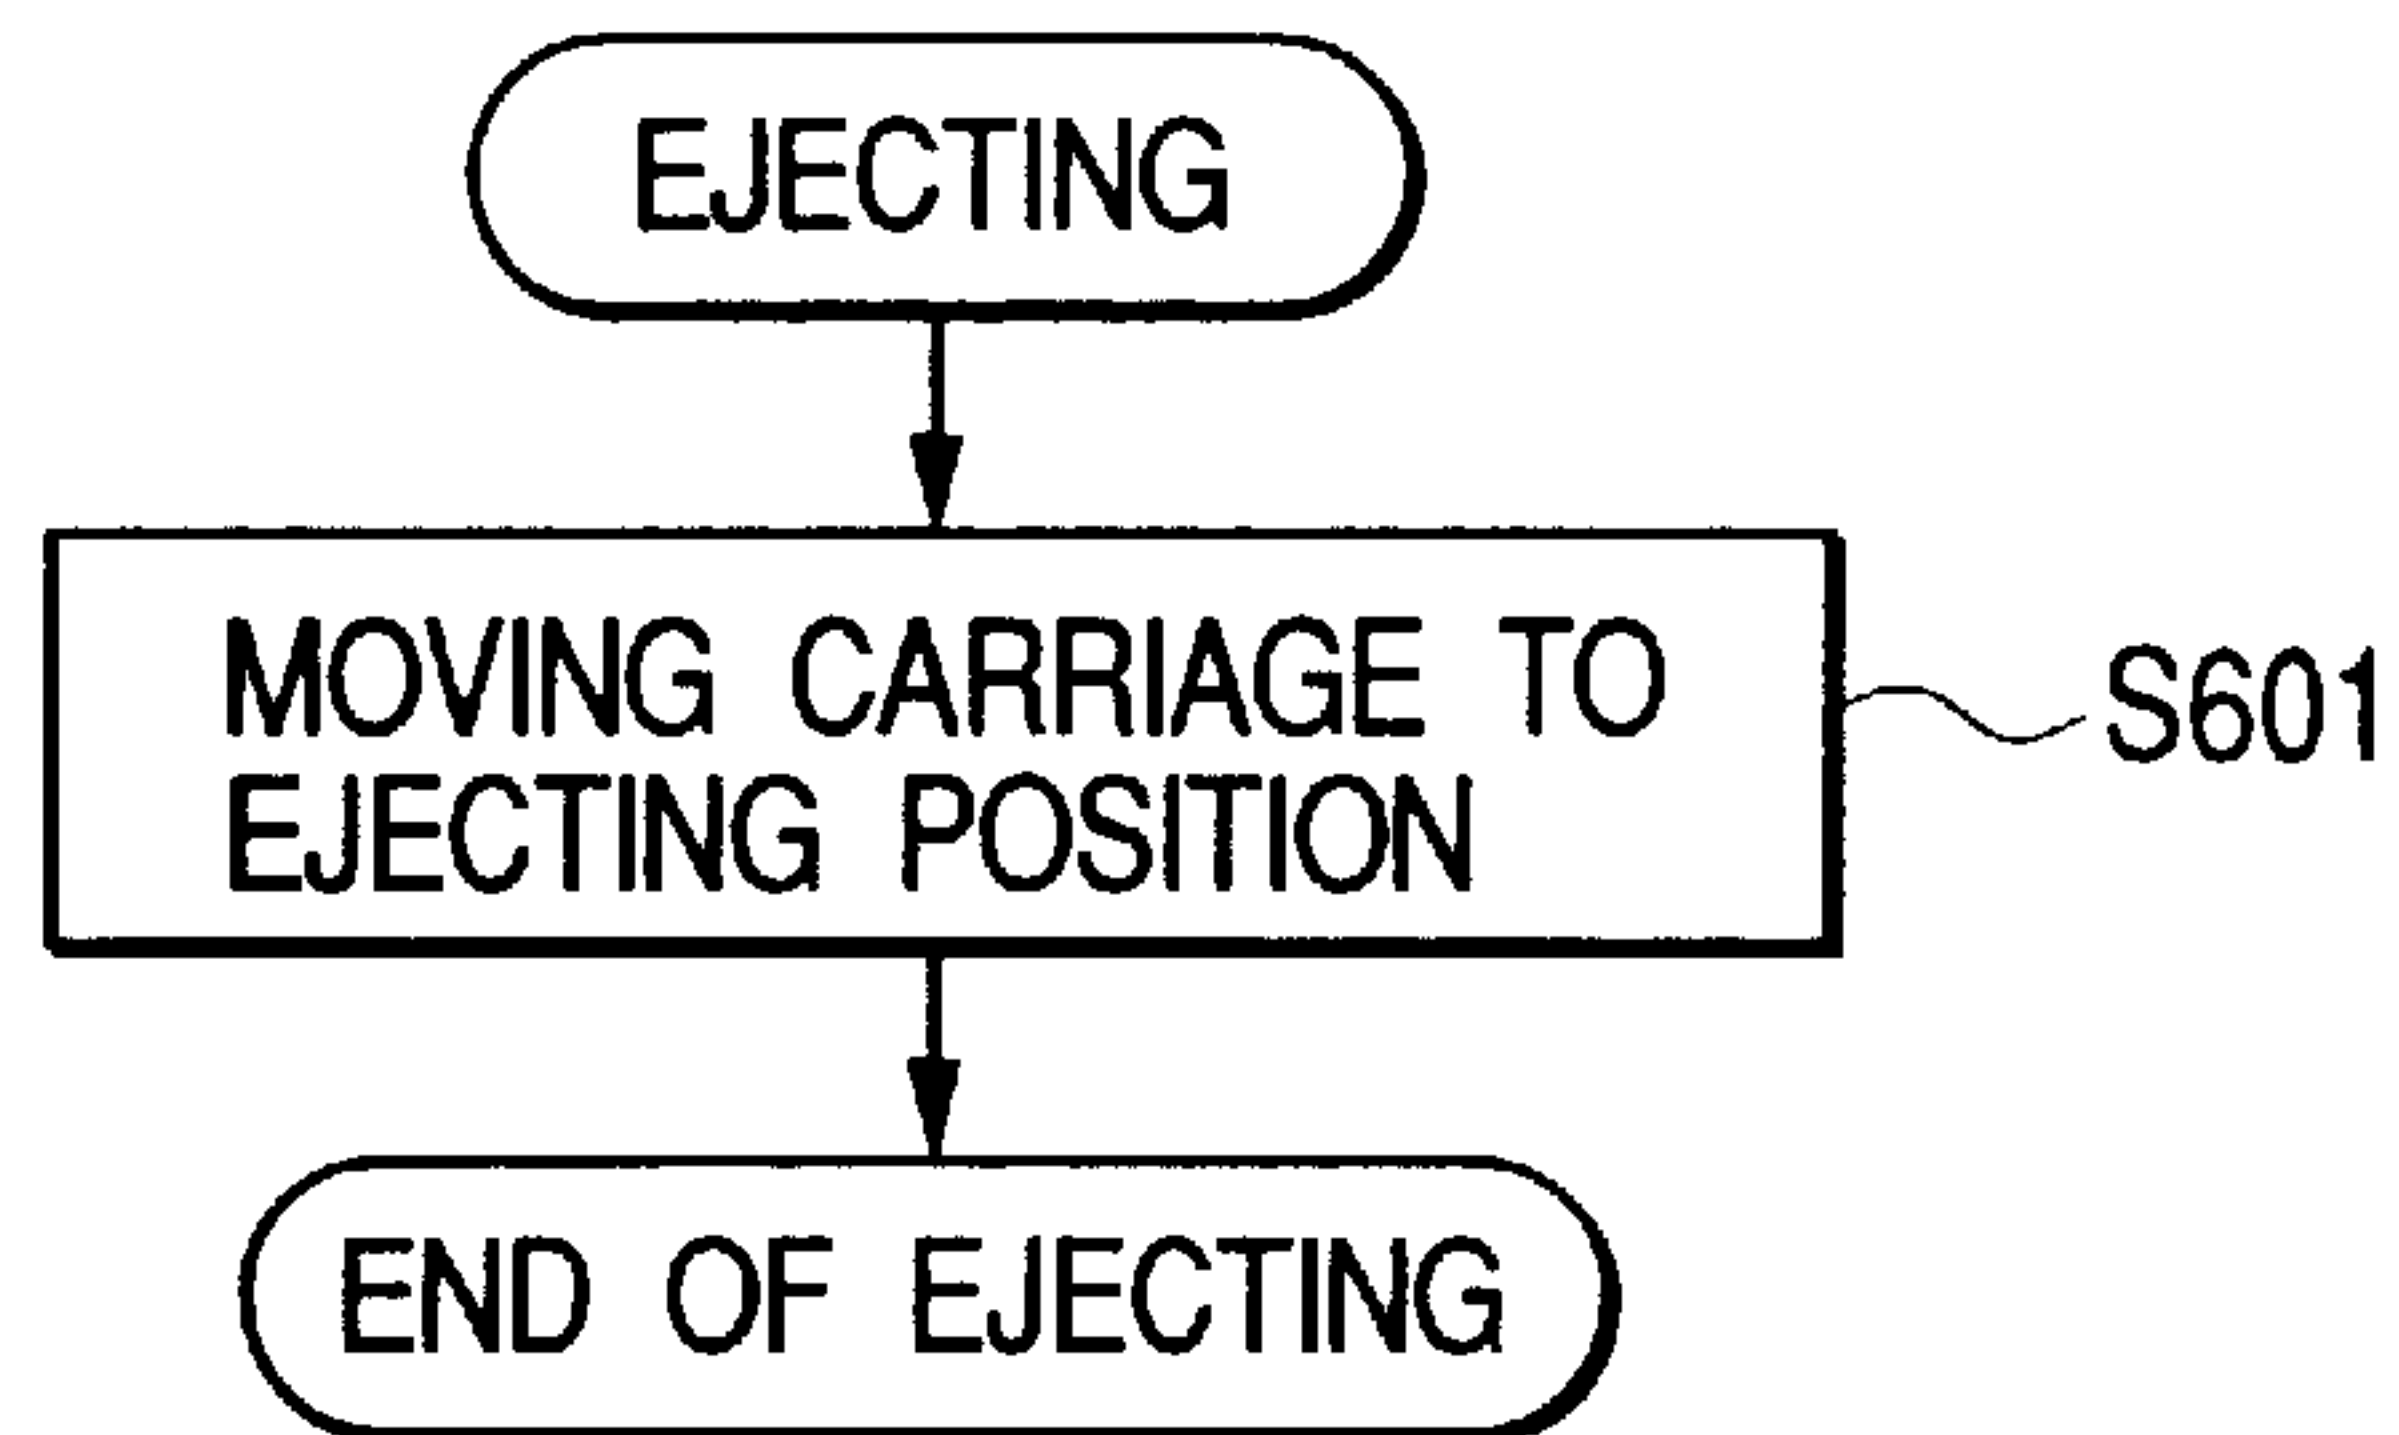 EJECTING
MOVING CARRIAGE TO
EJECTING POSITION
S601
END OF EJECTING